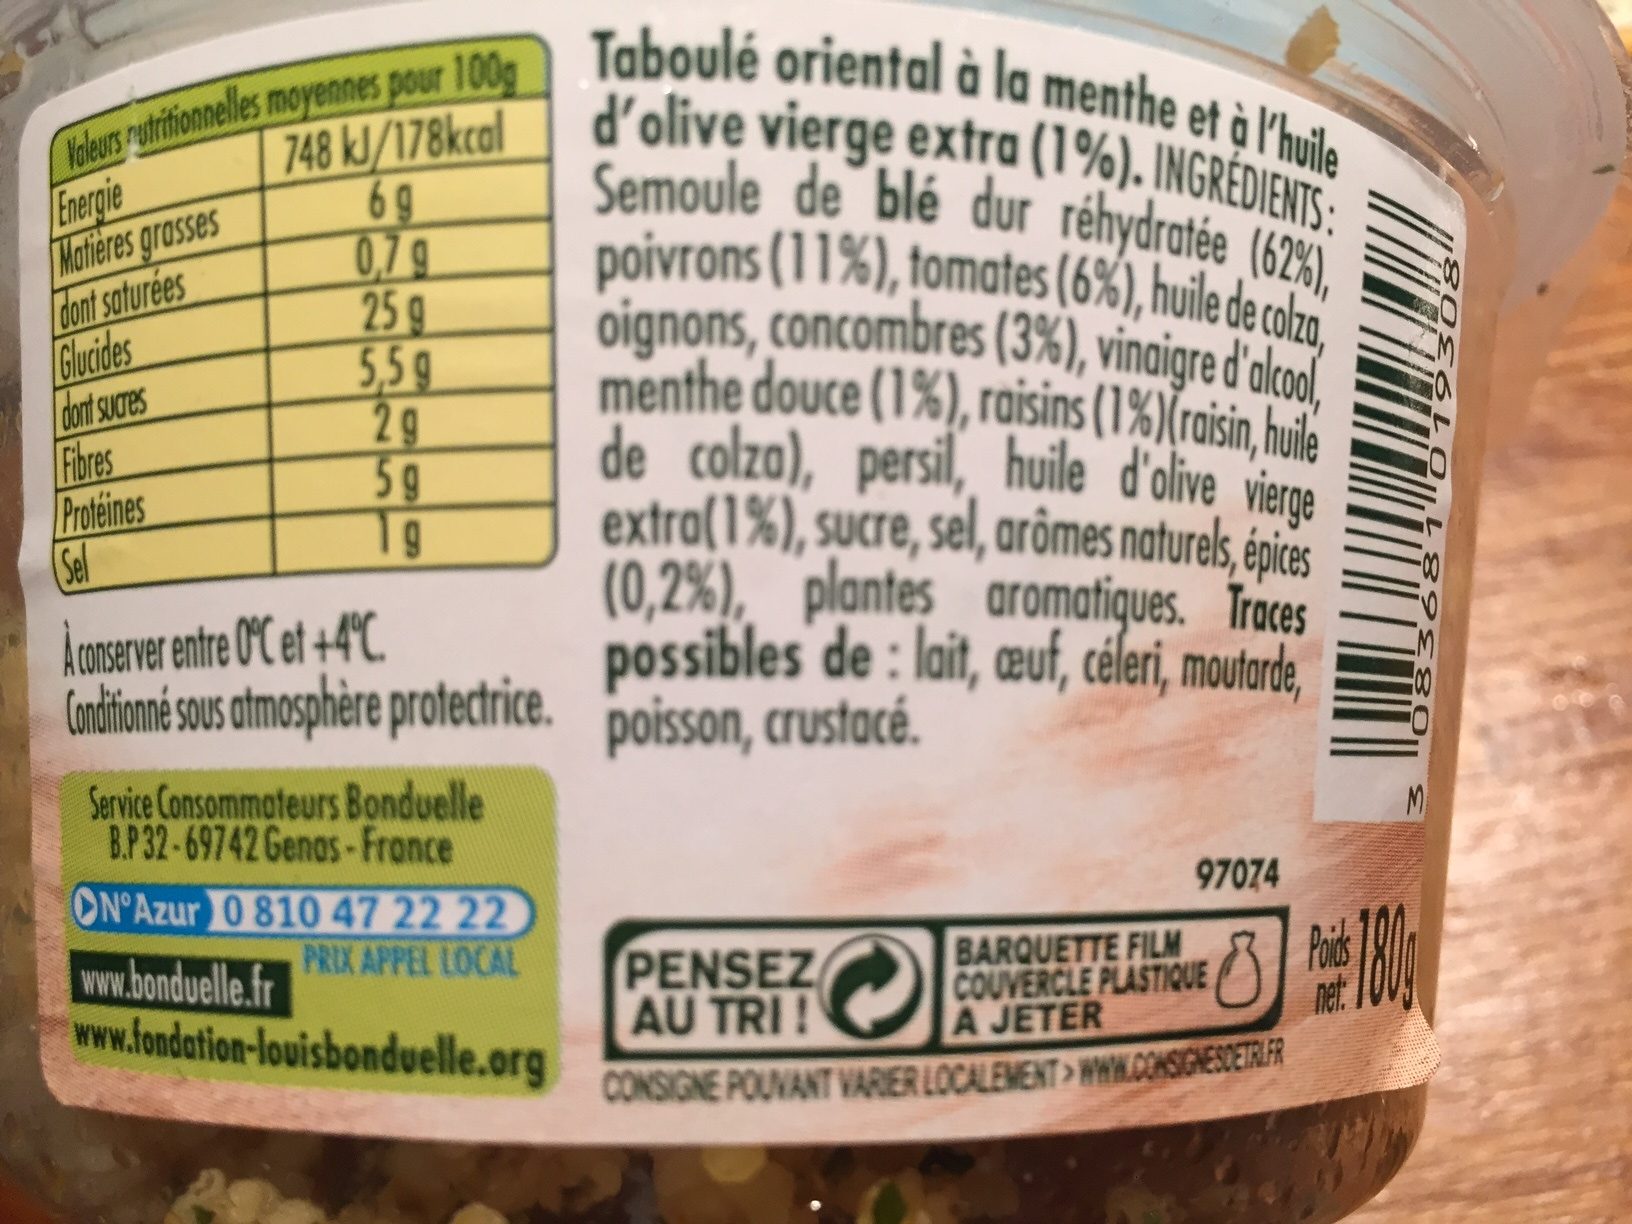 Valeurs nutritionnelles moyennes pour 100g
Energie 748 kJ/178kcal
Matières grasses 6 g
dont saturées 0,7 g
Glucides 25 g
dont sucres 5,5 g
Fibres 2 g
Protéines 5 g
Sel 1 g
À conserver entre 0°C et +4°C.
Conditionné sous atmosphère protectrice.
Service Consommateurs Bonduelle
B.P 32 - 69742 Genas - France
N°Azur 0 810 47 22 22
PRIX APPEL LOCAL
www.bonduelle.fr
www.fondation-louisbonduelle.org
Taboulé oriental à la menthe et à l'huile
d'olive vierge extra (1%). INGRÉDIENTS :
Semoule de blé dur réhydratée (62%),
poivrons (11%), tomates (6%), huile de colza,
oignons, concombres (3%), vinaigre d'alcool,
menthe douce (1%), raisins (1%)(raisin, huile
de colza), persil, huile d'olive vierge
extra(1%), sucre, sel, arômes naturels, épices
(0,2%), plantes aromatiques. Traces
possibles de : lait, œuf, céleri, moutarde,
poisson, crustacé.
3 083681 019308
97074
PENSEZ
AU TRI !
BARQUETTE FILM
COUVERCLE PLASTIQUE
A JETER
CONSIGNE POUVANT VARIER LOCALEMENT > WWW.CONSIGNESDETRI.FR
Poids
net: 180g